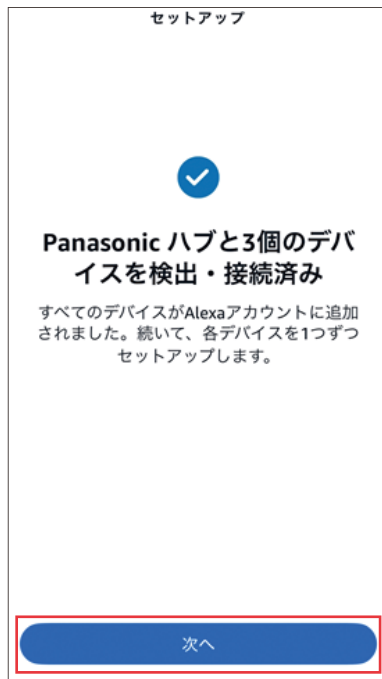 セットアップ
Panasonic ハブと3個のデバ
イスを検出・接続済み
すべてのデバイスがAlexaアカウントに追加
されました。続いて、各デバイスを1つずつ
セットアップします。
次へ